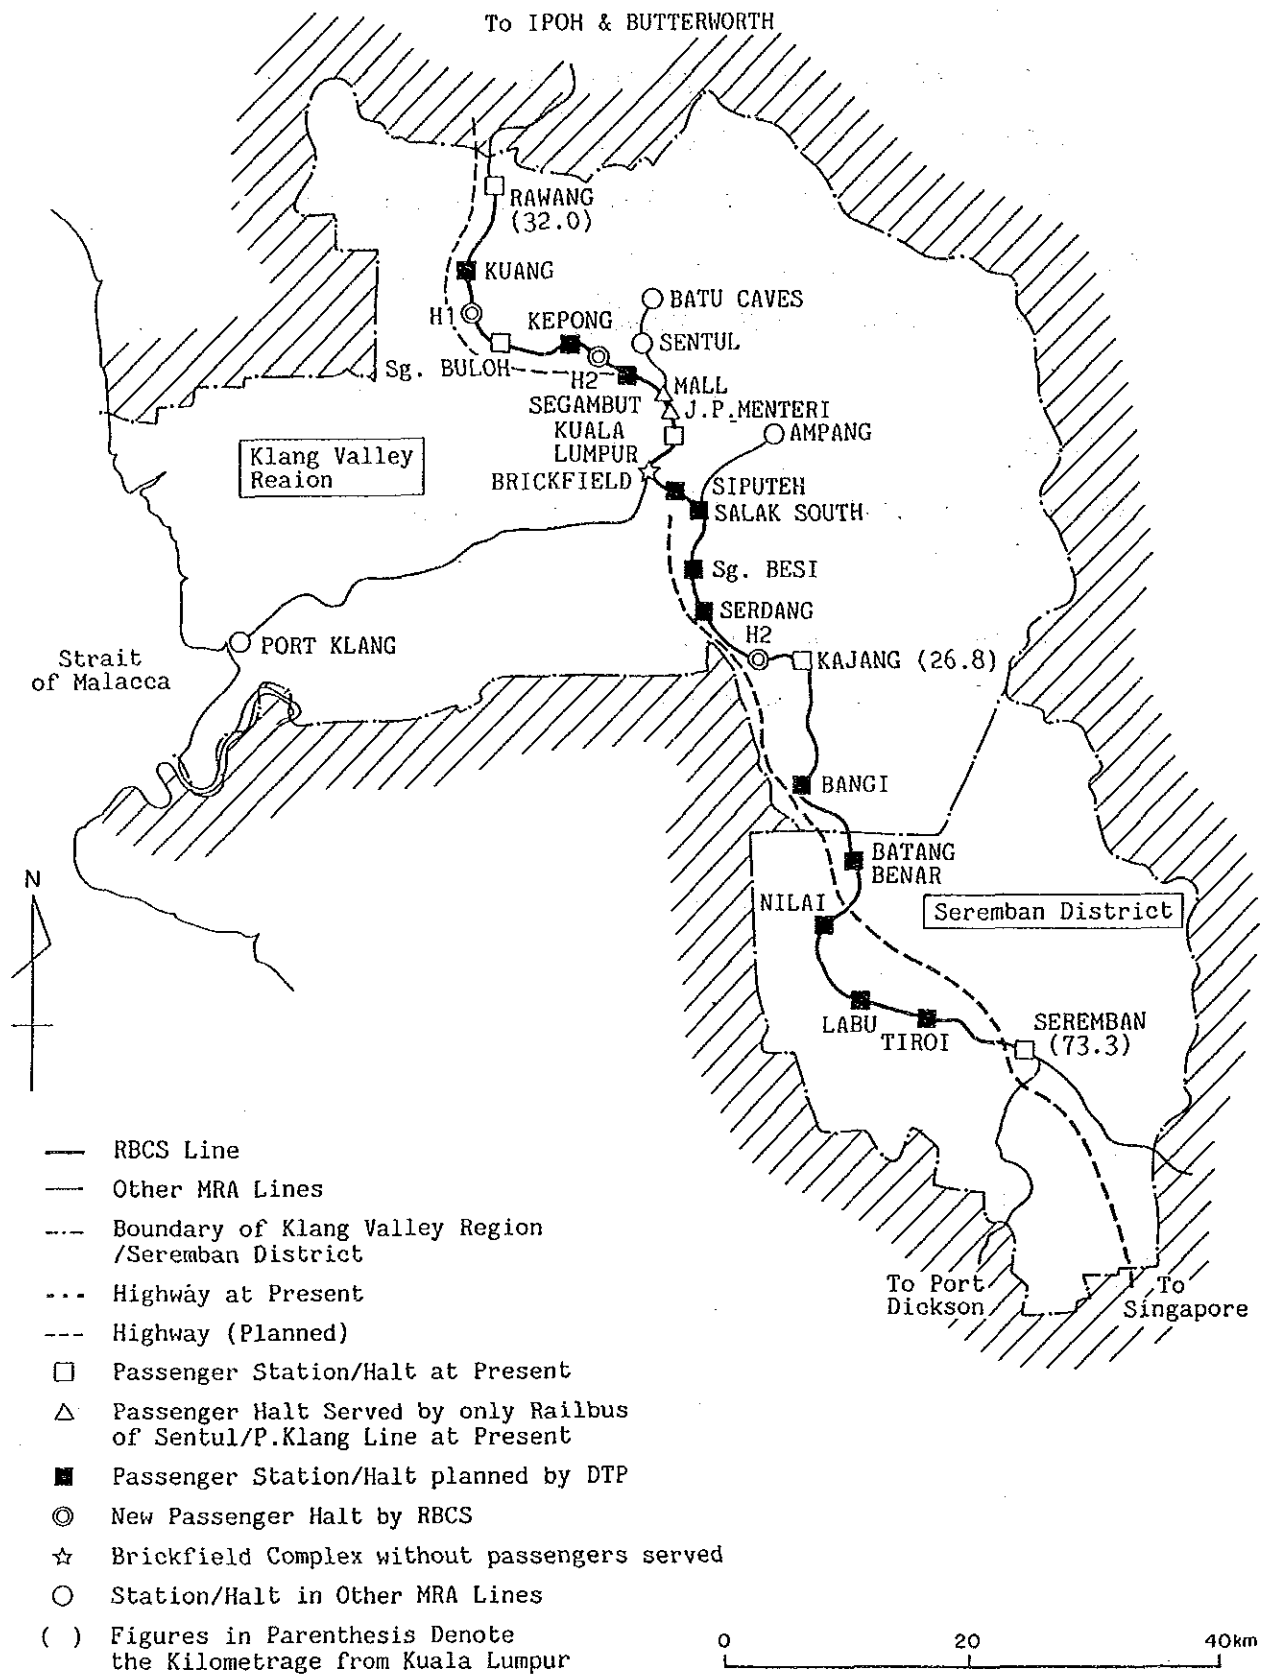 To IPOH & BUTTERWORTH
RAWANG
(32.0)
KUANG
BATU CAVES
H1
KEPONG
SENTUL
Sg. BULOH
H2
MALL
SEGAMBUT
J.P.MENTERI
KUALA
LUMPUR
AMPANG
Klang Valley
Reaion
BRICKFIELD
SIPUTEH
SALAK SOUTH
Sg. BESI
SERDANG
H2
PORT KLANG
KAJANG (26.8)
Strait
of Malacca
BANGI
BATANG
BENAR
N
NILAI
Seremban District
LABU
TIROI
SEREMBAN
(73.3)
To Port
Dickson
To
Singapore
RBCS Line
Other MRA Lines
Boundary of Klang Valley Region
/Seremban District
Highway at Present
Highway (Planned)
Passenger Station/Halt at Present
Passenger Halt Served by only Railbus
of Sentul/P.Klang Line at Present
Passenger Station/Halt planned by DTP
New Passenger Halt by RBCS
Brickfield Complex without passengers served
Station/Halt in Other MRA Lines
( ) Figures in Parenthesis Denote
the Kilometrage from Kuala Lumpur
0 20 40km